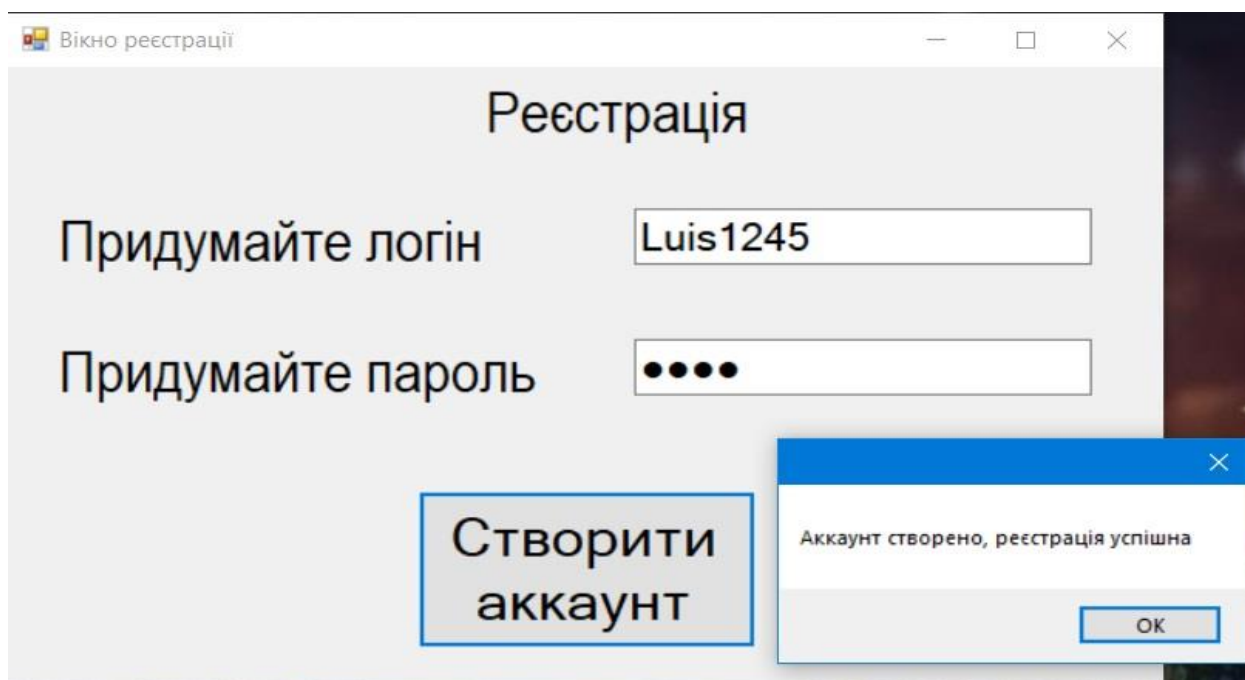 Вікно реєстрації
Реєстрація
Придумайте логін
Luis1245
Придумайте пароль
••••
Створити
аккаунт
Аккаунт створено, реєстрація успішна
OK